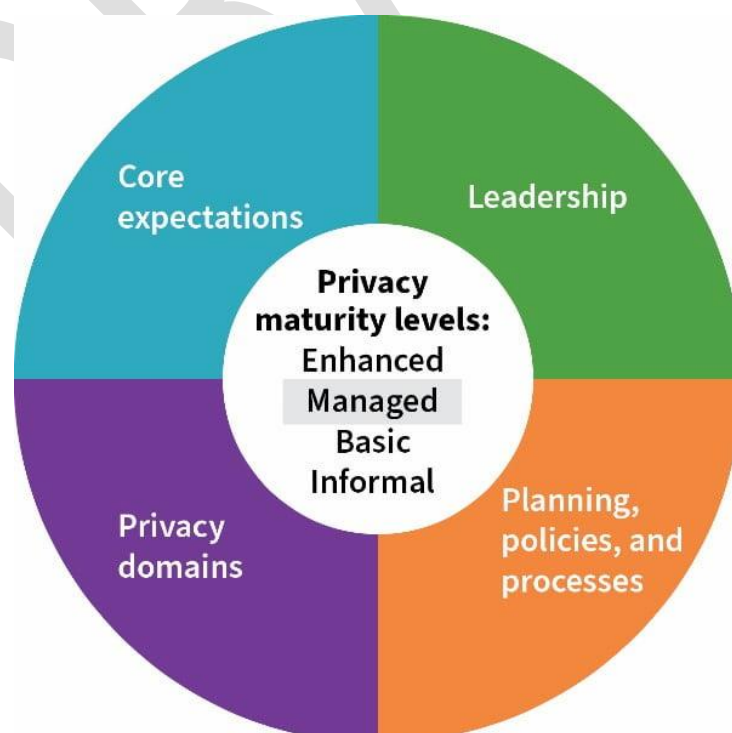 Core
expectations
Leadership
Privacy
maturity levels:
Enhanced
Managed
Basic
Informal
Privacy
domains
Planning,
policies, and
processes